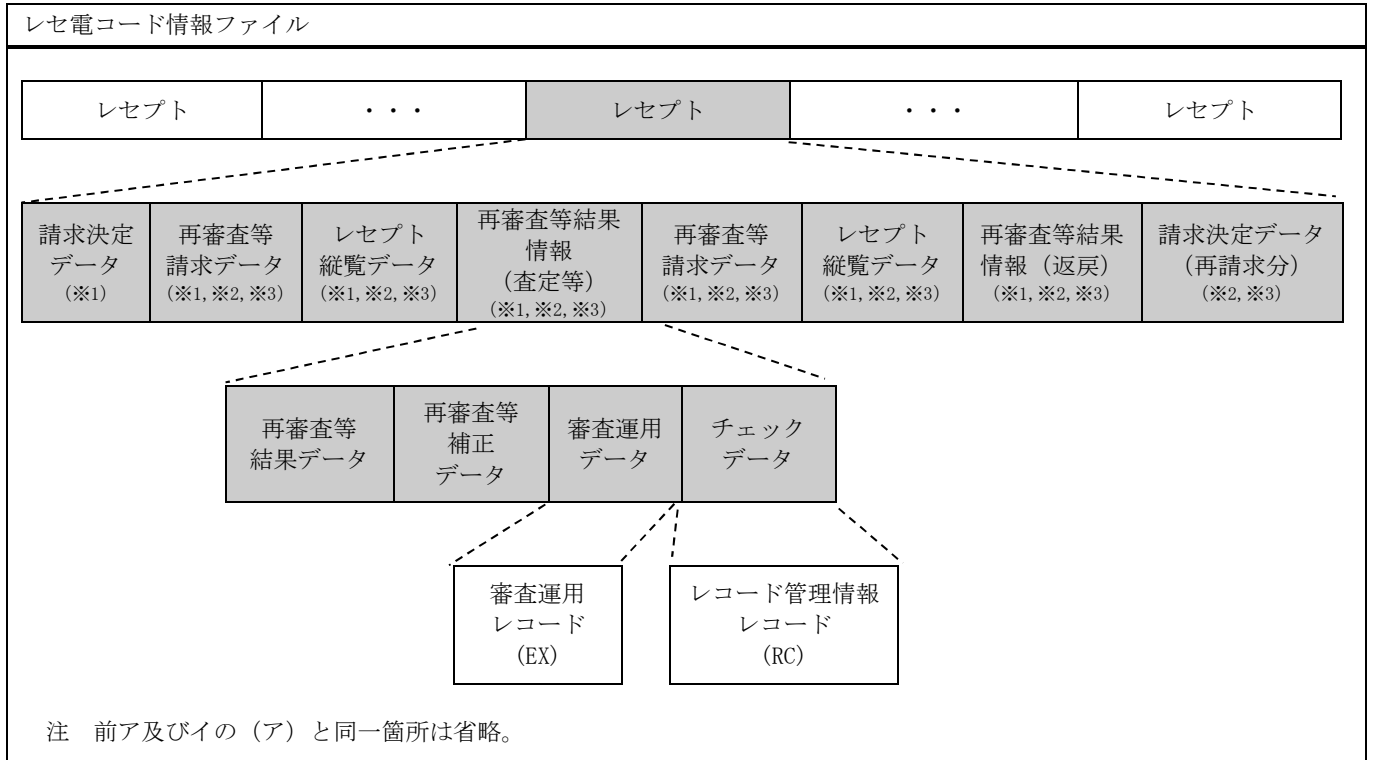 レセ電コード情報ファイル
レセプト
・・・
レセプト
・・・
レセプト
請求決定
データ
(※1)
再審査等
請求データ
(※1,※2,※3)
レセプト
縦覧データ
(※1,※2,※3)
再審査等結果
情報
(査定等)
(※1,※2,※3)
再審査等
請求データ
(※1,※2,※3)
レセプト
縦覧データ
(※1,※2,※3)
再審査等結果
情報（返戻）
(※1,※2,※3)
請求決定データ
(再請求分)
(※2,※3)
再審査等
結果データ
再審査等
補正
データ
審査運用
データ
チェック
データ
審査運用
レコード
(EX)
レコード管理情報
レコード
(RC)
注　前ア及びイの（ア）と同一箇所は省略。